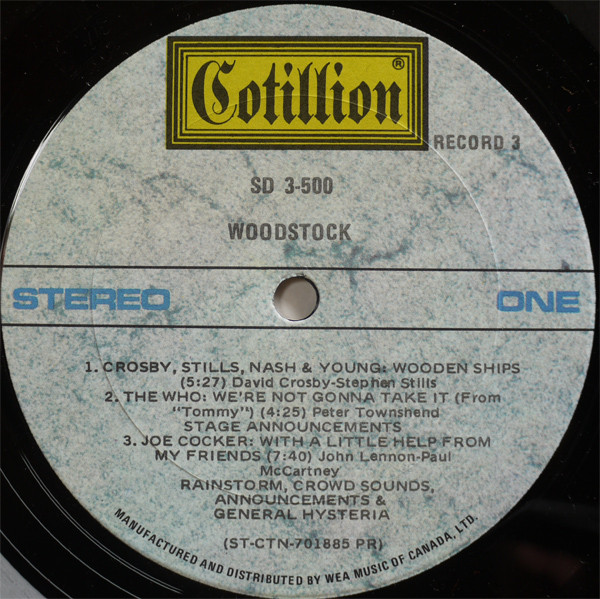 Cotillion®
RECORD 3
SD 3-500
WOODSTOCK
STEREO ONE
1. CROSBY, STILLS, NASH & YOUNG: WOODEN SHIPS
(5:27) David Crosby-Stephen Stills
2. THE WHO: WE'RE NOT GONNA TAKE IT (From
"Tommy") (4:25) Peter Townshend
STAGE ANNOUNCEMENTS
3. JOE COCKER: WITH A LITTLE HELP FROM
MY FRIENDS (7:40) John Lennon-Paul
McCartney
RAINSTORM, CROWD SOUNDS,
ANNOUNCEMENTS &
GENERAL HYSTERIA
(ST-CTN-701885 PR)
MANUFACTURED AND DISTRIBUTED BY WEA MUSIC OF CANADA, LTD.